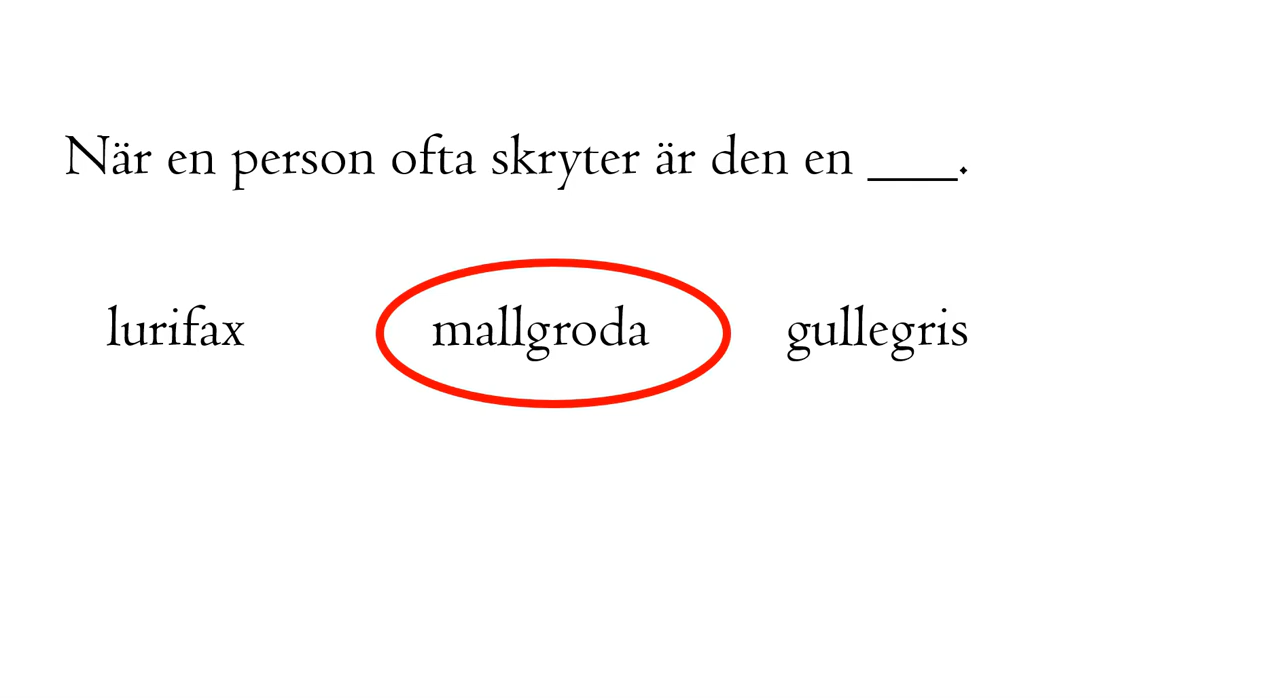 När en person ofta skryter är den en ___.
lurifax mallgroda gullegris